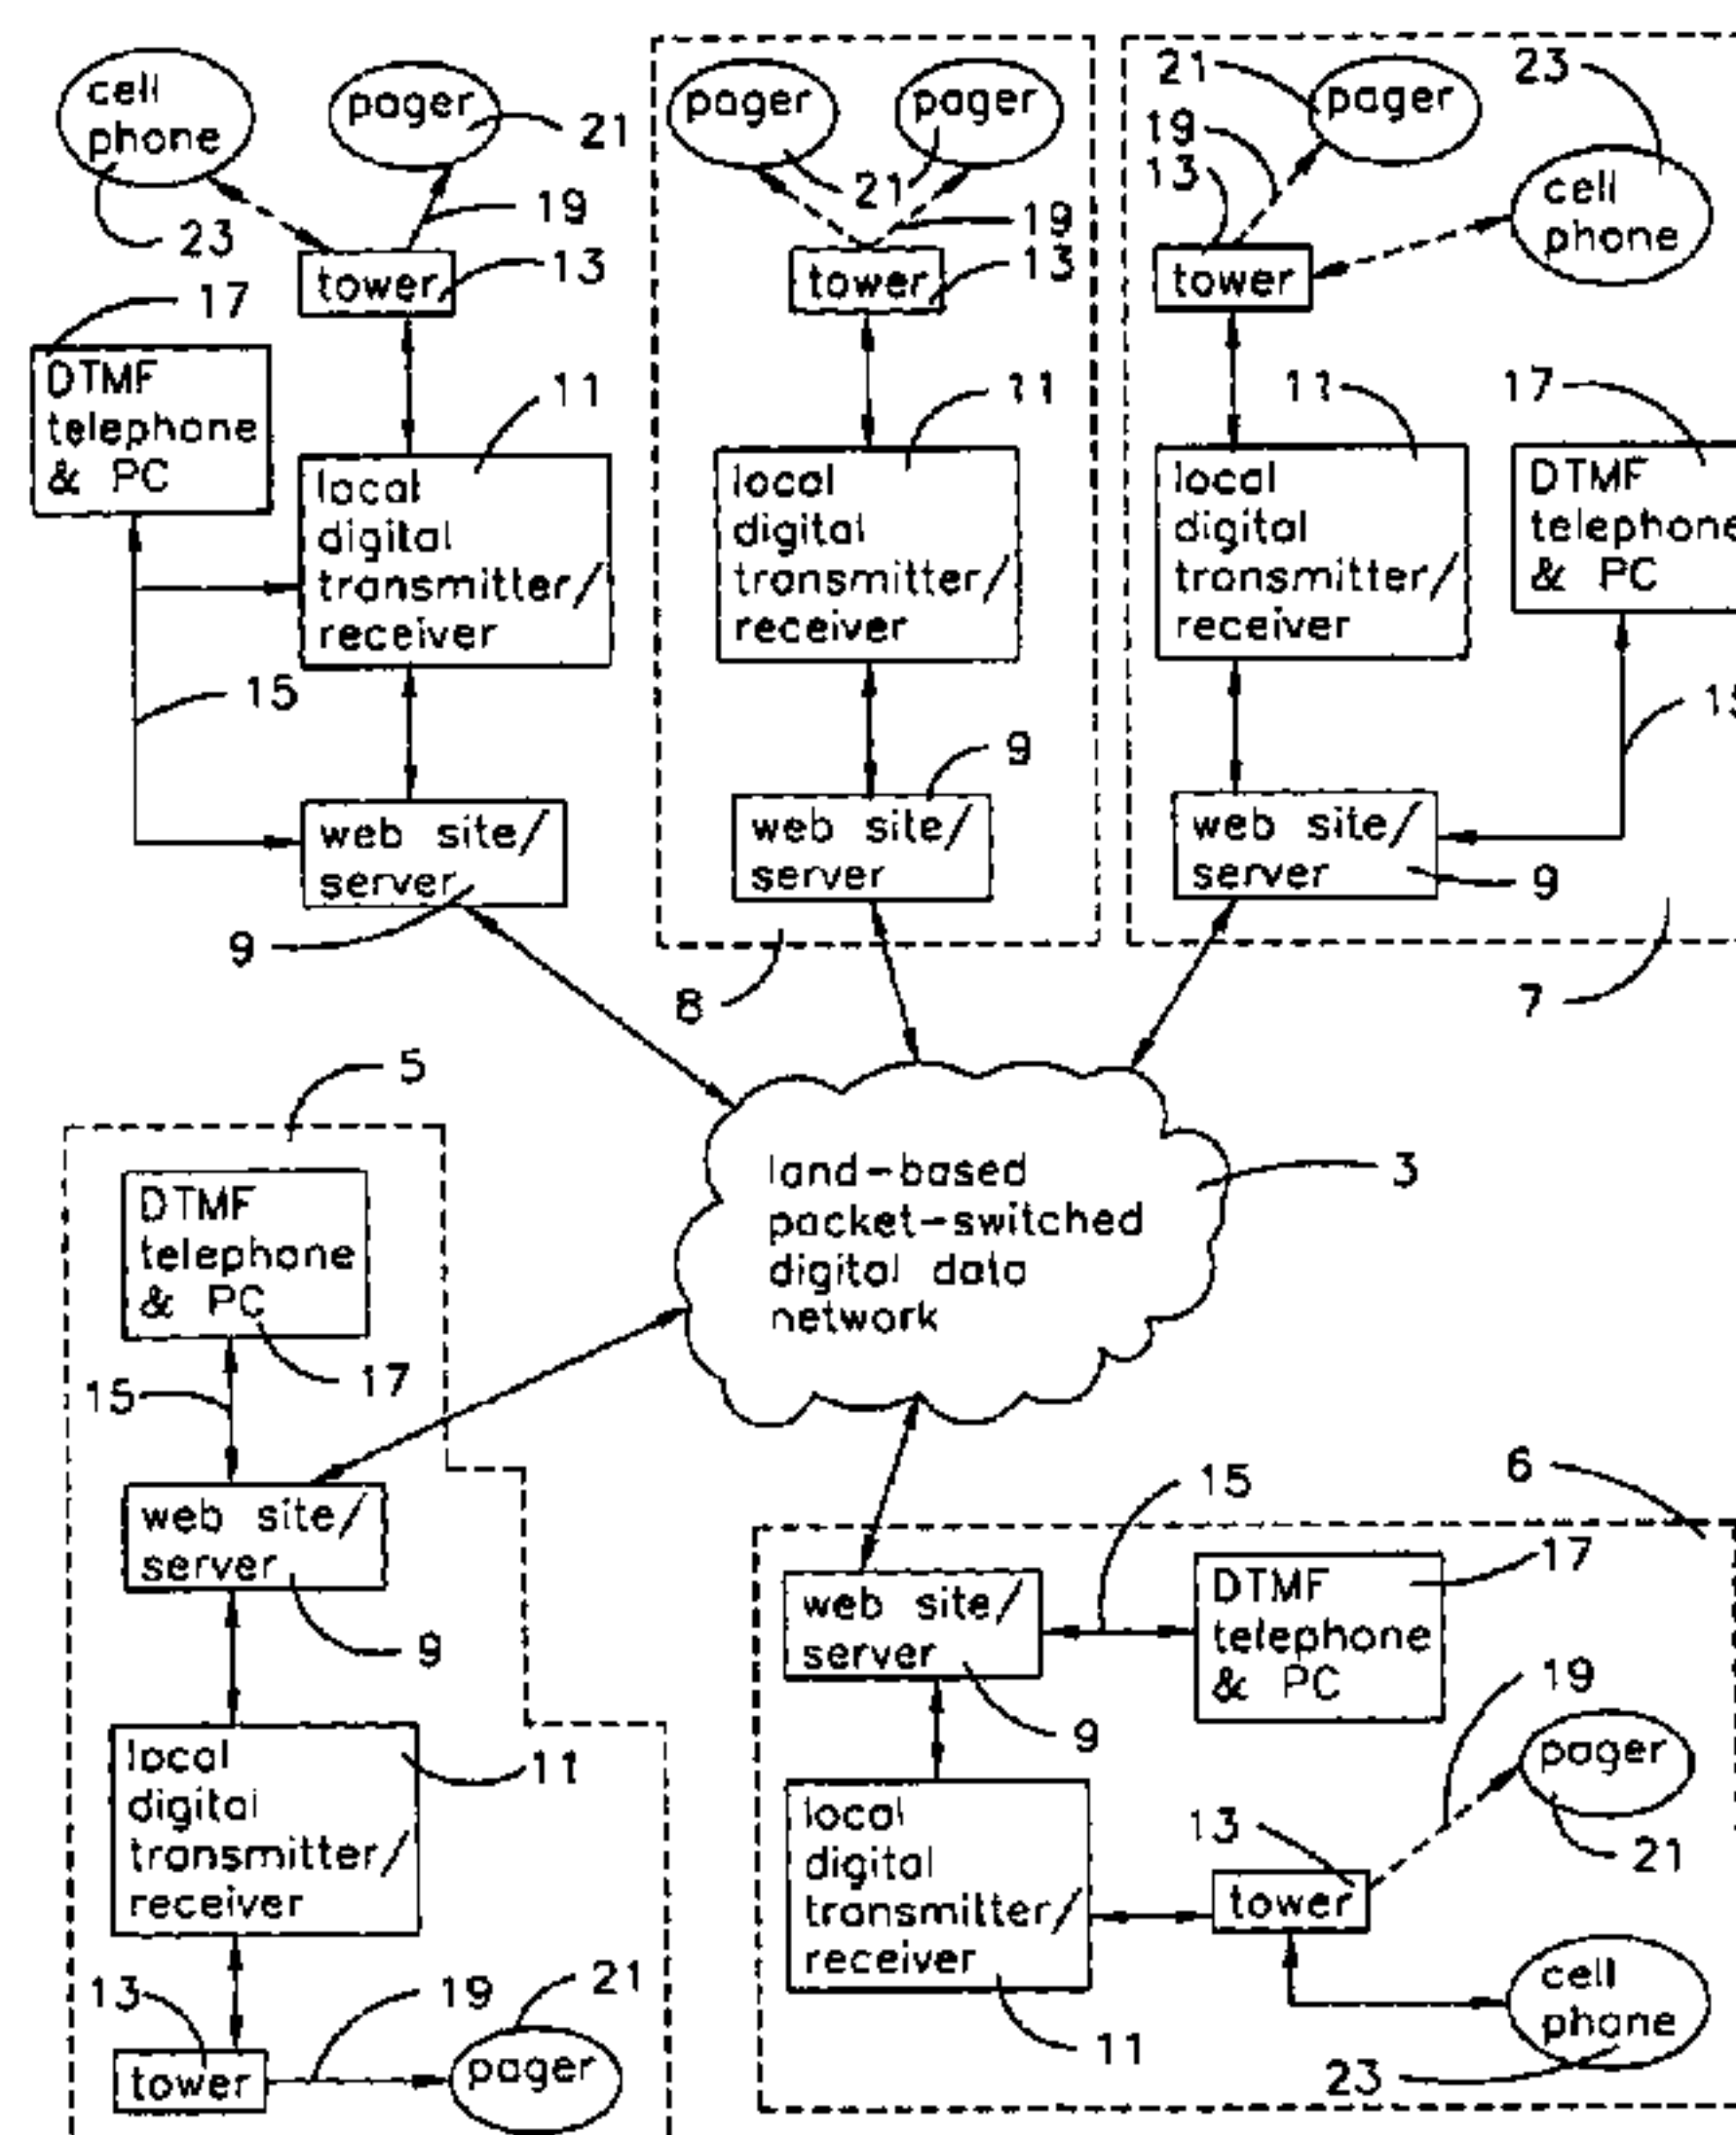 cell
phone
23
pager
21
19
tower
13
17
DTMF
telephone
& PC
11
local
digital
transmitter/
receiver
15
web site/
server
9
pager
pager
21
19
tower
13
11
local
digital
transmitter/
receiver
9
web site/
server
8
21
pager
23
19
13
cell
phone
tower
11
17
local
digital
transmitter/
receiver
DTMF
telephone
& PC
15
web site/
server
9
7
land-based
packet-switched
digital data
network
3
5
DTMF
telephone
& PC
17
15
web site/
server
9
local
digital
transmitter/
receiver
11
13
19
21
tower
pager
6
15
17
web site/
server
DTMF
telephone
& PC
9
19
pager
21
local
digital
transmitter/
receiver
13
tower
11
cell
phone
23